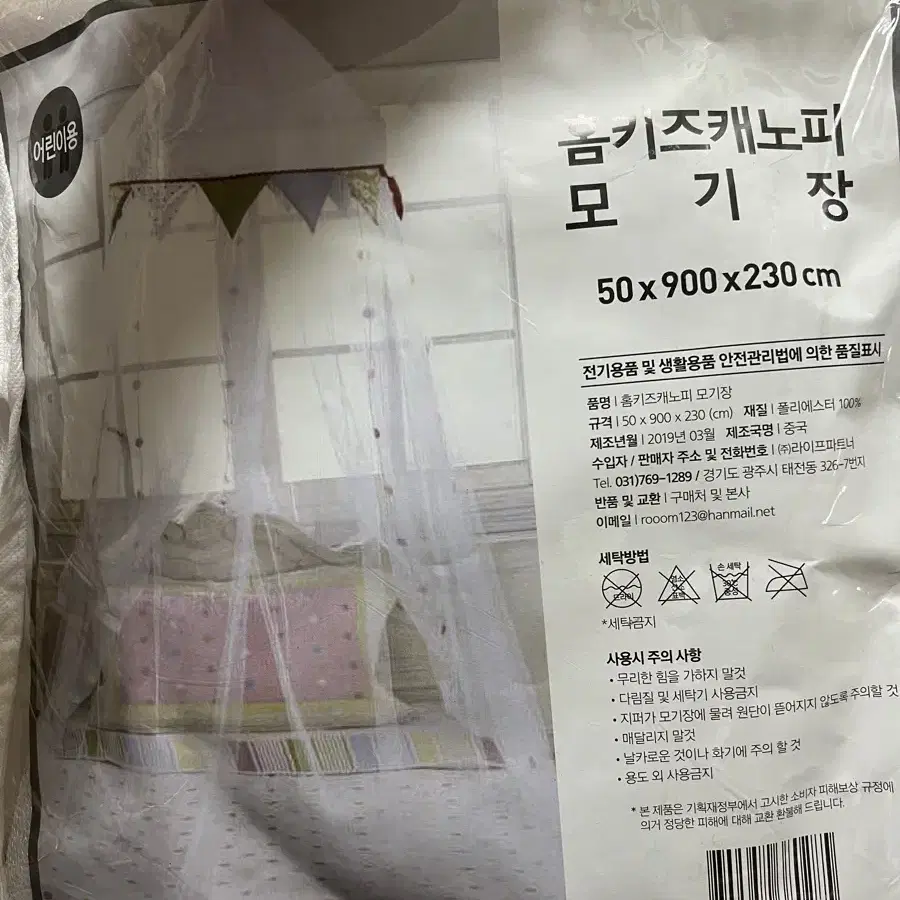 어린이용
홈키즈캐노피
모기장
50 x 900 x 230 cm
전기용품 및 생활용품 안전관리법에 의한 품질표시
품명 | 홈키즈캐노피 모기장
규격 | 50 x 900 x 230 (cm) 재질 | 폴리에스터 100%
제조년월 | 2019년 03월 제조국명 | 중국
수입자 / 판매자 주소 및 전화번호 | ㈜라이프파트너
Tel. 031)769-1289 / 경기도 광주시 태전동 326-7번지
반품 및 교환 | 구매처 및 본사
이메일 | rooom123@hanmail.net
세탁방법
드라이
염소
산소
표백
손 세탁
30℃
중성
*세탁금지
사용시 주의 사항
• 무리한 힘을 가하지 말것
• 다림질 및 세탁기 사용금지
• 지퍼가 모기장에 물려 원단이 뜯어지지 않도록 주의할 것
• 매달리지 말것
• 날카로운 것이나 화기에 주의 할 것
• 용도 외 사용금지
* 본 제품은 기획재정부에서 고시한 소비자 피해보상 규정에
의거 정당한 피해에 대해 교환 환불해 드립니다.